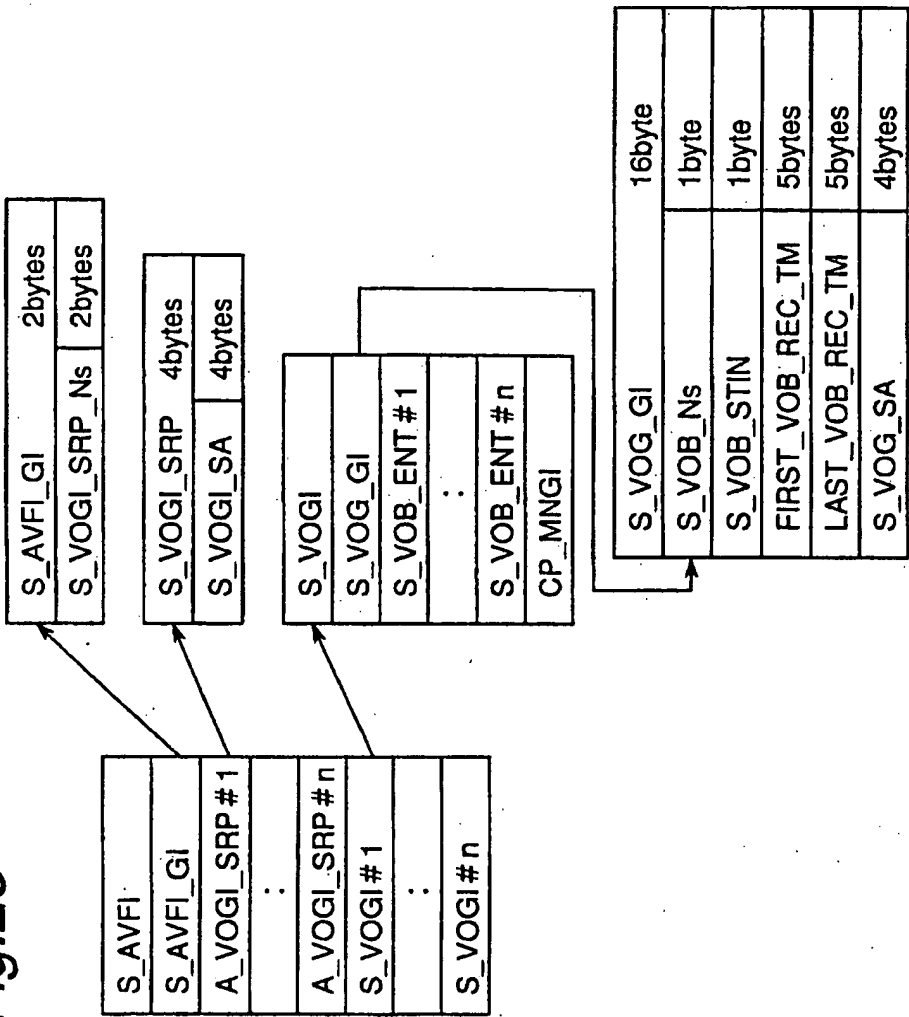 S_AVFI
S_AVFI_GI
A_VOGI_SRP#1
:
A_VOGI_SRP#n
S_VOGI#1
:
S_VOGI#n
S_AVFI_GI 2bytes
S_VOGI_SRP_Ns 2bytes
S_VOGI_SRP 4bytes
S_VOGI_SA 4bytes
S_VOGI
S_VOG_GI
S_VOB_ENT#1
:
S_VOB_ENT#n
CP_MNGI
S_VOG_GI 16byte
S_VOB_Ns 1byte
S_VOB_STIN 1byte
FIRST_VOB_REC_TM 5bytes
LAST_VOB_REC_TM 5bytes
S_VOG_SA 4bytes